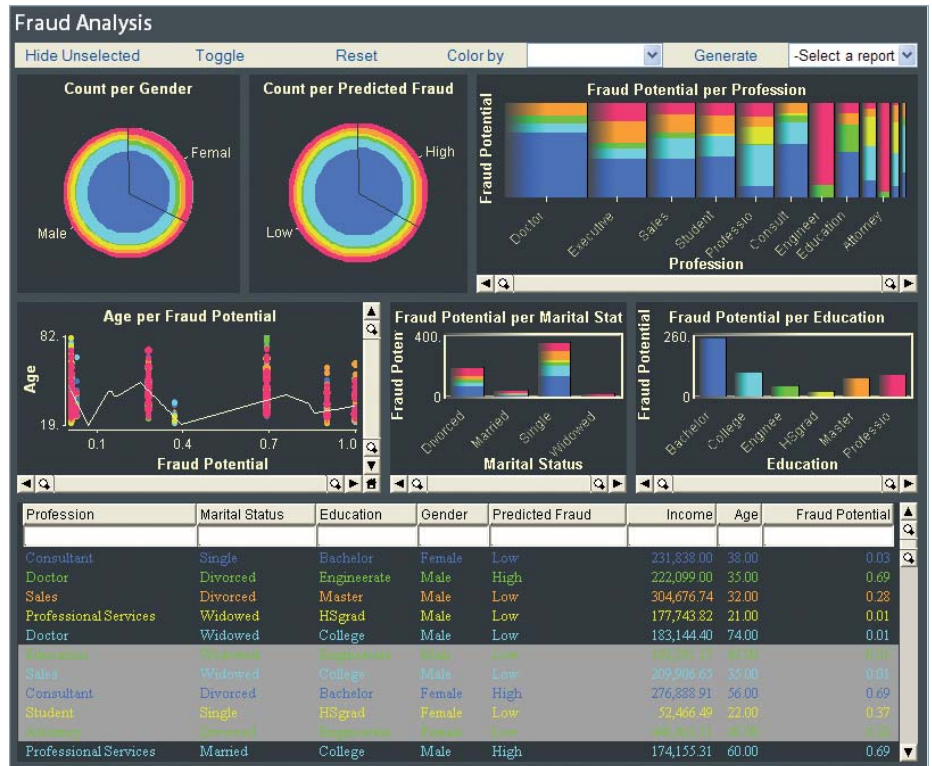 Fraud Analysis
Hide Unselected Toggle Reset Color by Generate -Select a report
Count per Gender
Femal
Male
Count per Predicted Fraud
High
Low
Fraud Potential per Profession
Fraud Potential
Doctor Executive Sales Student Professio Consult Engineer Education Attorney
Profession
Age per Fraud Potential
Age
82.
19.
0.1 0.4 0.7 1.0
Fraud Potential
Fraud Potential per Marital Stat
Fraud Poten
400.
0
Divorced Married Single Widowed
Marital Status
Fraud Potential per Education
Fraud Potential
260.
0
Bachelor College Enginee HSgrad Master Professio
Education
Profession Marital Status Education Gender Predicted Fraud Income Age Fraud Potential
Consultant Single Bachelor Female Low 231,838.00 38.00 0.03
Doctor Divorced Engineerate Male High 222,099.00 35.00 0.69
Sales Divorced Master Male Low 304,676.74 32.00 0.28
Professional Services Widowed HSgrad Male Low 177,743.82 21.00 0.01
Doctor Widowed College Male Low 183,144.40 74.00 0.01
Sales Widowed College Male Low 209,906.65 35.00 0.01
Consultant Divorced Bachelor Female High 276,888.91 56.00 0.69
Student Single HSgrad Female Low 52,466.49 22.00 0.37
Professional Services Married College Male High 174,155.31 60.00 0.69